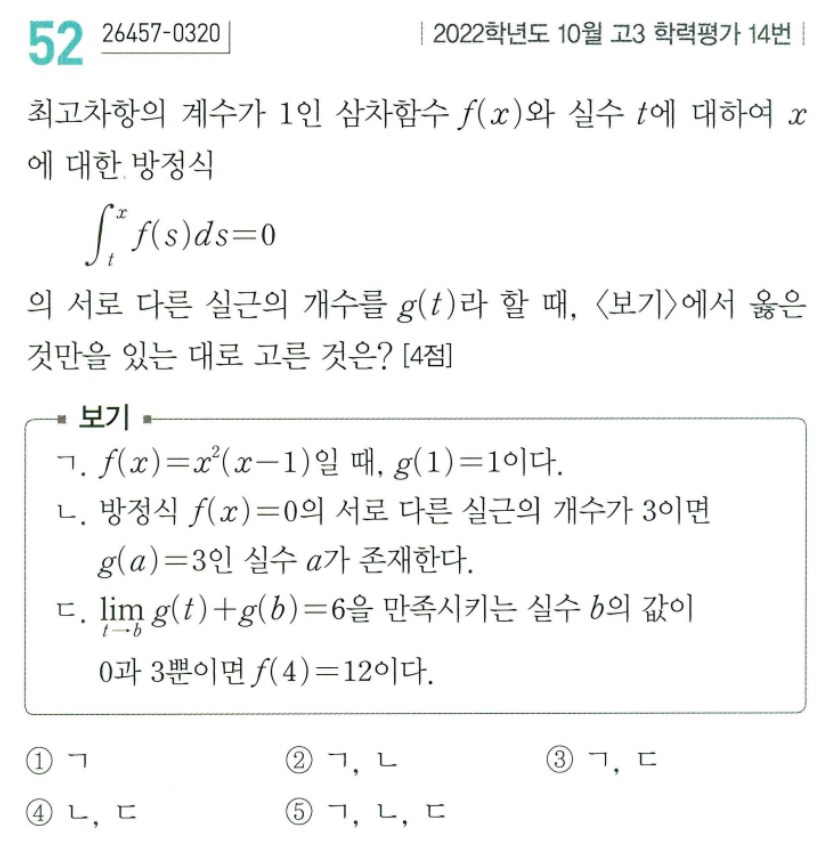 52 26457-0320 | 2022학년도 10월 고3 학력평가 14번 |
최고차항의 계수가 1인 삼차함수 f(x)와 실수 t에 대하여 x
에 대한 방정식
∫ₜˣ f(s)ds=0
의 서로 다른 실근의 개수를 g(t)라 할 때, 〈보기〉에서 옳은
것만을 있는 대로 고른 것은? [4점]
보기
ㄱ. f(x)=x²(x-1)일 때, g(1)=1이다.
ㄴ. 방정식 f(x)=0의 서로 다른 실근의 개수가 3이면
g(a)=3인 실수 a가 존재한다.
ㄷ. lim_{t→b} g(t)+g(b)=6을 만족시키는 실수 b의 값이
0과 3뿐이면 f(4)=12이다.
① ㄱ ② ㄱ, ㄴ ③ ㄱ, ㄷ
④ ㄴ, ㄷ ⑤ ㄱ, ㄴ, ㄷ